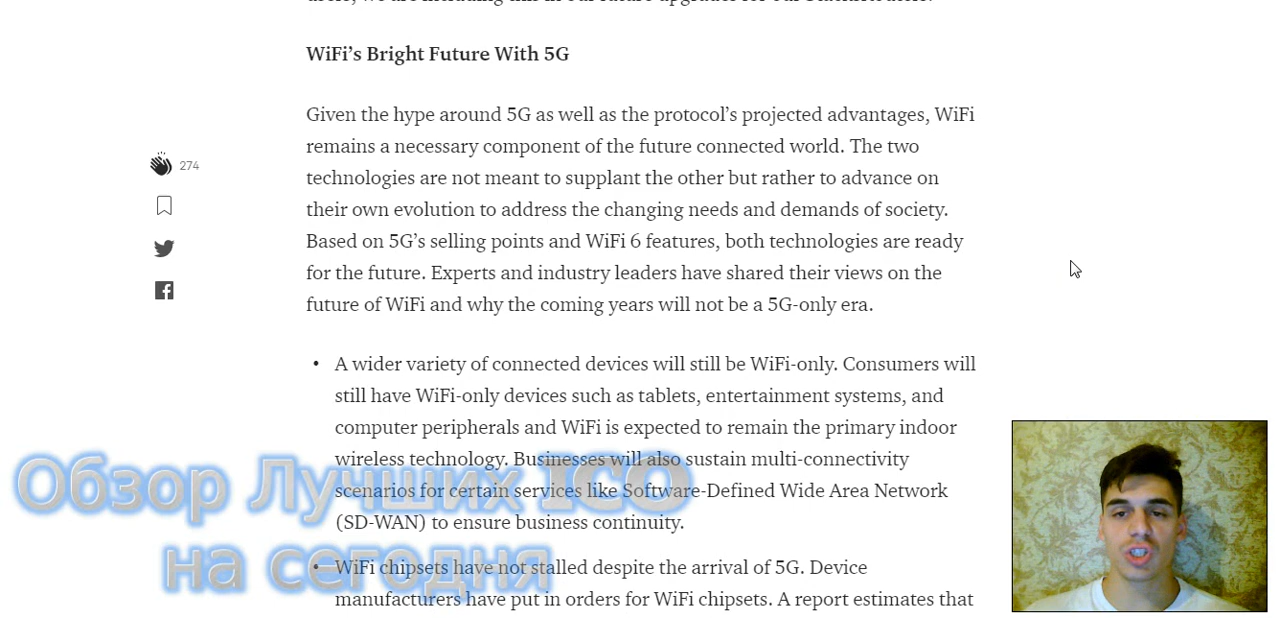 WiFi’s Bright Future With 5G
Given the hype around 5G as well as the protocol’s projected advantages, WiFi
remains a necessary component of the future connected world. The two
technologies are not meant to supplant the other but rather to advance on
their own evolution to address the changing needs and demands of society.
Based on 5G’s selling points and WiFi 6 features, both technologies are ready
for the future. Experts and industry leaders have shared their views on the
future of WiFi and why the coming years will not be a 5G-only era.
274
• A wider variety of connected devices will still be WiFi-only. Consumers will
still have WiFi-only devices such as tablets, entertainment systems, and
computer peripherals and WiFi is expected to remain the primary indoor
wireless technology. Businesses will also sustain multi-connectivity
scenarios for certain services like Software-Defined Wide Area Network
(SD-WAN) to ensure business continuity.
• WiFi chipsets have not stalled despite the arrival of 5G. Device
manufacturers have put in orders for WiFi chipsets. A report estimates that
Обзор Лучших ICO
на сегодня